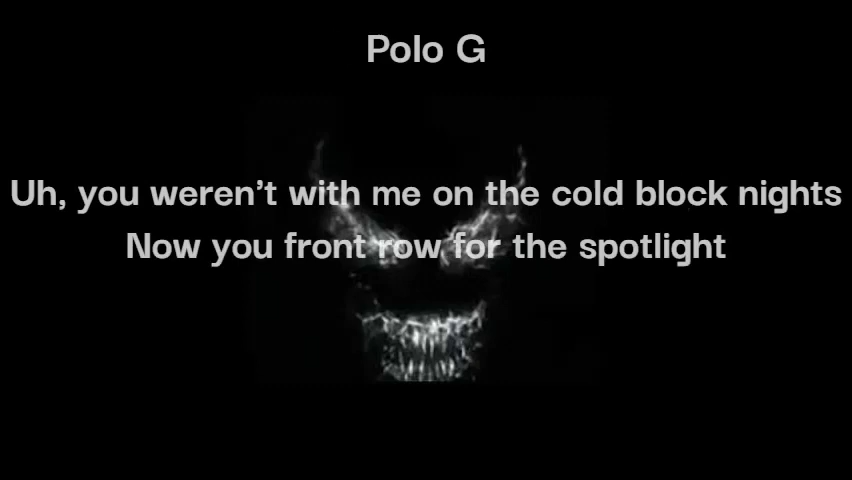 Polo G
Uh, you weren't with me on the cold block nights
Now you front row for the spotlight